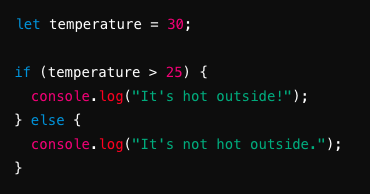 let temperature = 30;

if (temperature > 25) {
  console.log("It's hot outside!");
} else {
  console.log("It's not hot outside.");
}